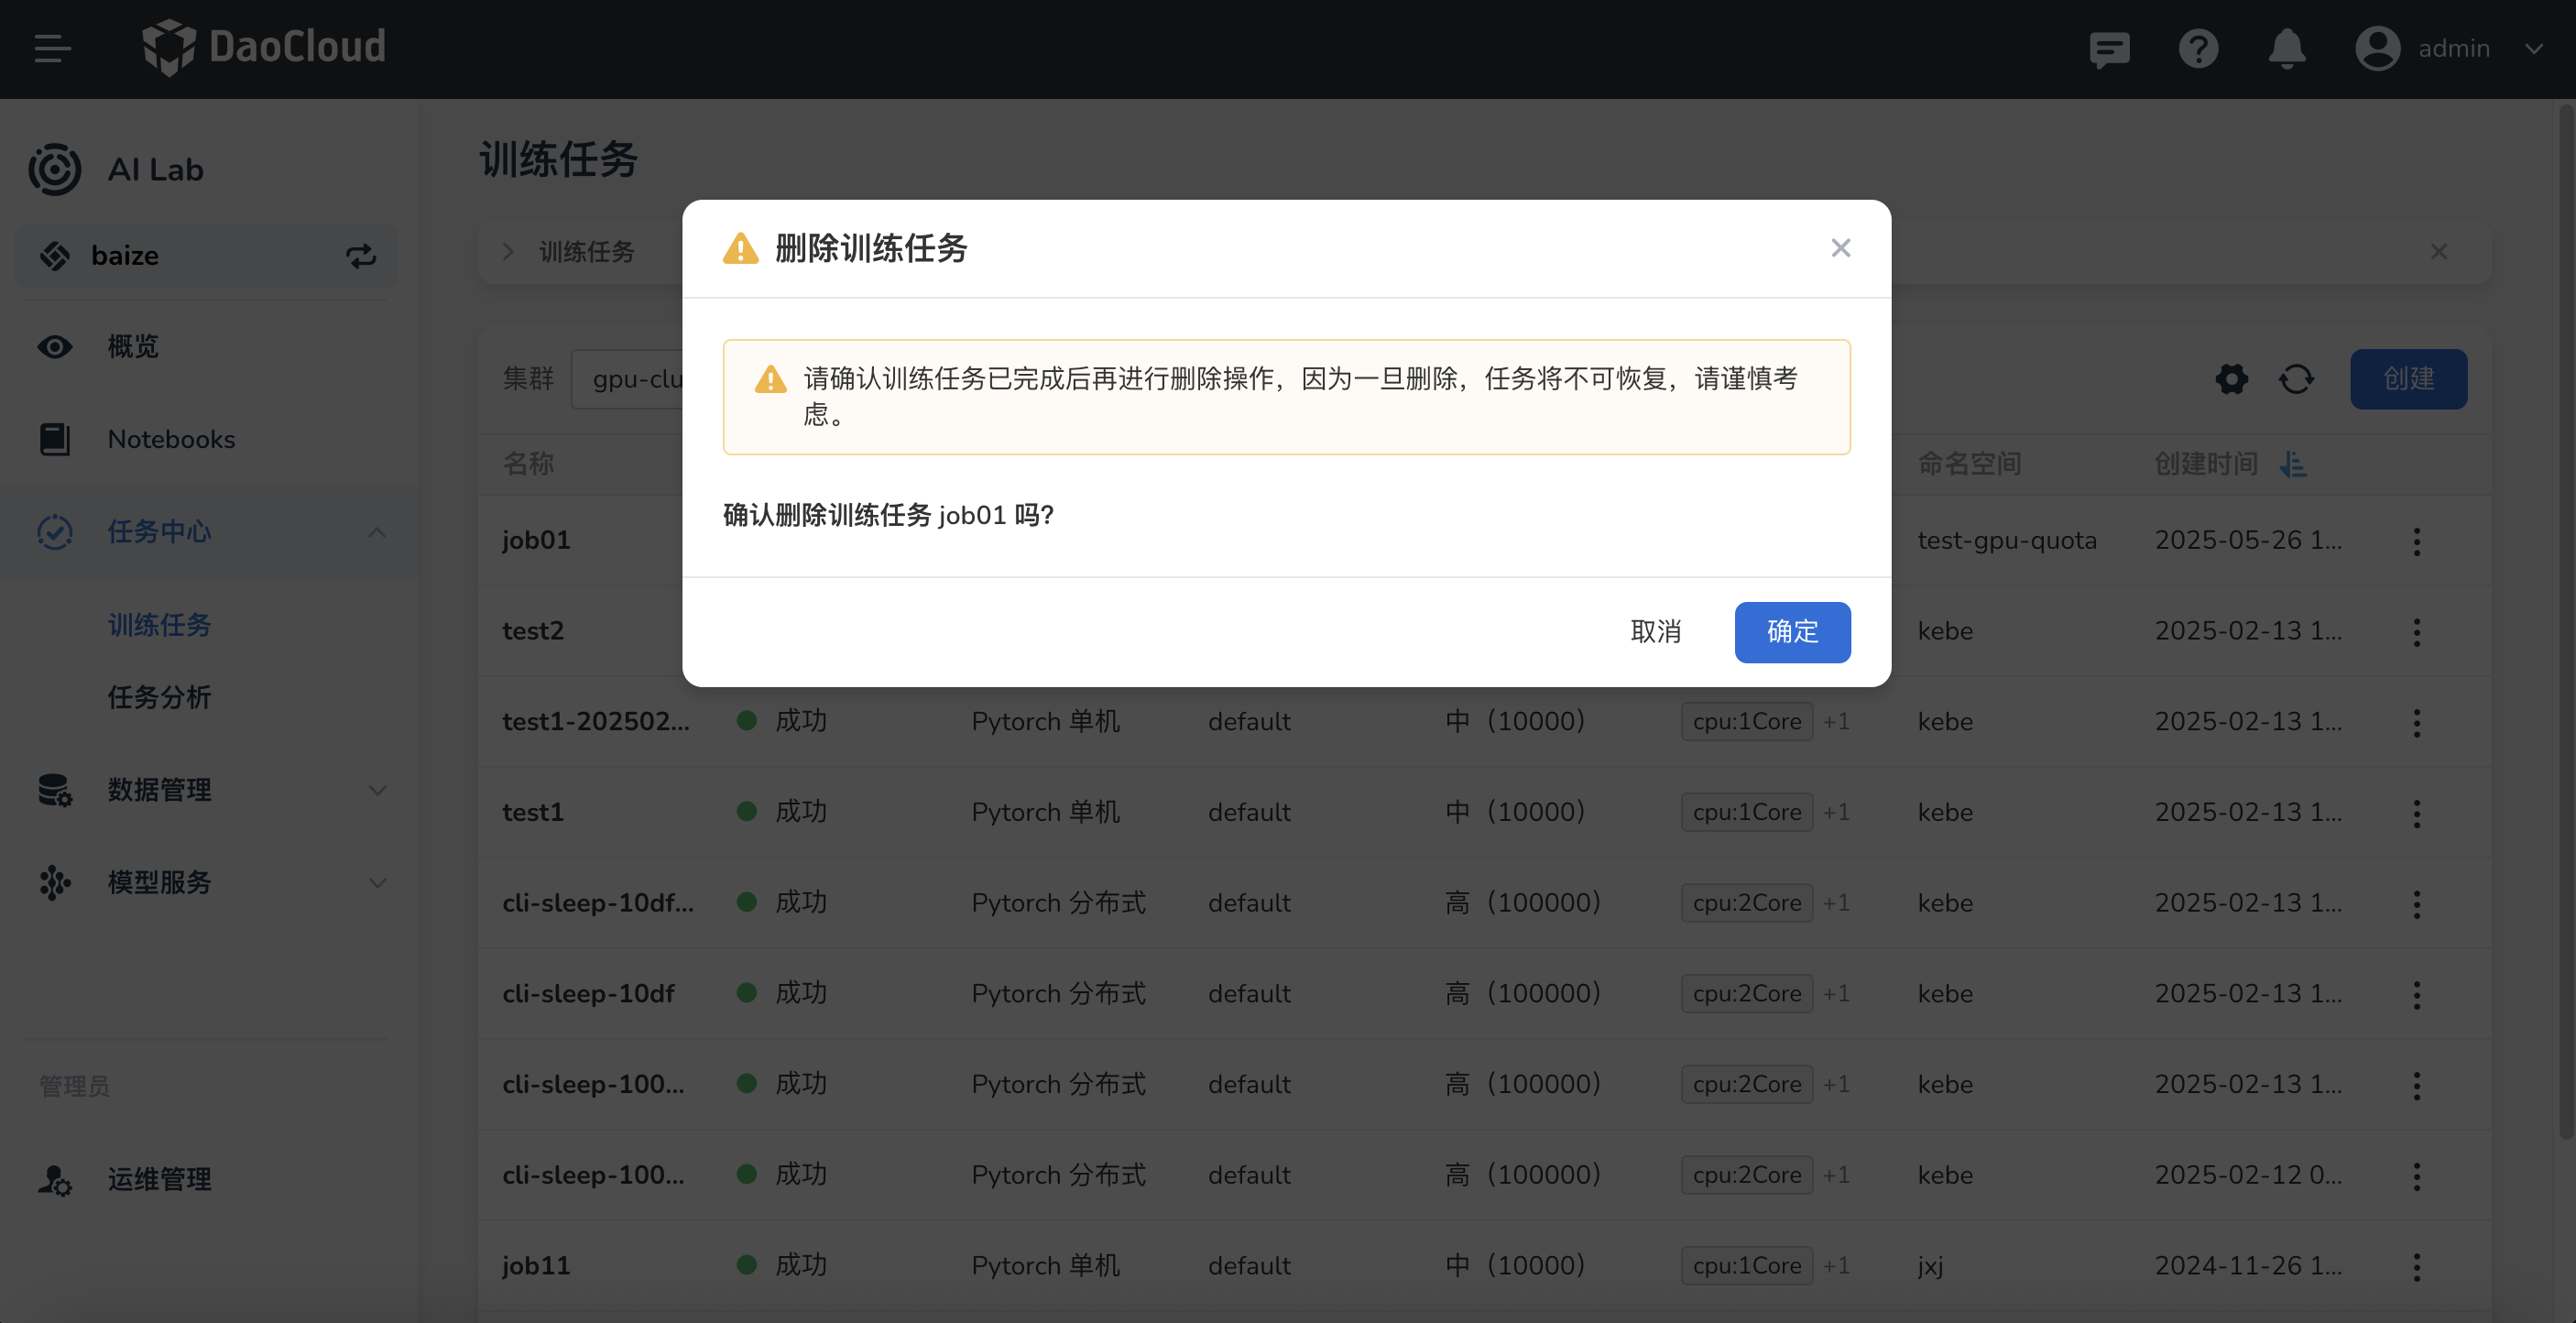 DaoCloud
admin
AI Lab
baize
概览
Notebooks
任务中心
训练任务
任务分析
数据管理
模型服务
管理员
运维管理
训练任务
训练任务
集群 gpu-clu
创建
删除训练任务
请确认训练任务已完成后再进行删除操作，因为一旦删除，任务将不可恢复，请谨慎考
虑。
确认删除训练任务 job01 吗?
取消 确定
名称 命名空间 创建时间
job01 test-gpu-quota 2025-05-26 1...
test2 kebe 2025-02-13 1...
test1-202502... 成功 Pytorch 单机 default 中（10000） cpu:1Core +1 kebe 2025-02-13 1...
test1 成功 Pytorch 单机 default 中（10000） cpu:1Core +1 kebe 2025-02-13 1...
cli-sleep-10df... 成功 Pytorch 分布式 default 高（100000） cpu:2Core +1 kebe 2025-02-13 1...
cli-sleep-10df 成功 Pytorch 分布式 default 高（100000） cpu:2Core +1 kebe 2025-02-13 1...
cli-sleep-100... 成功 Pytorch 分布式 default 高（100000） cpu:2Core +1 kebe 2025-02-13 1...
cli-sleep-100... 成功 Pytorch 分布式 default 高（100000） cpu:2Core +1 kebe 2025-02-12 0...
job11 成功 Pytorch 单机 default 中（10000） cpu:1Core +1 jxj 2024-11-26 1...